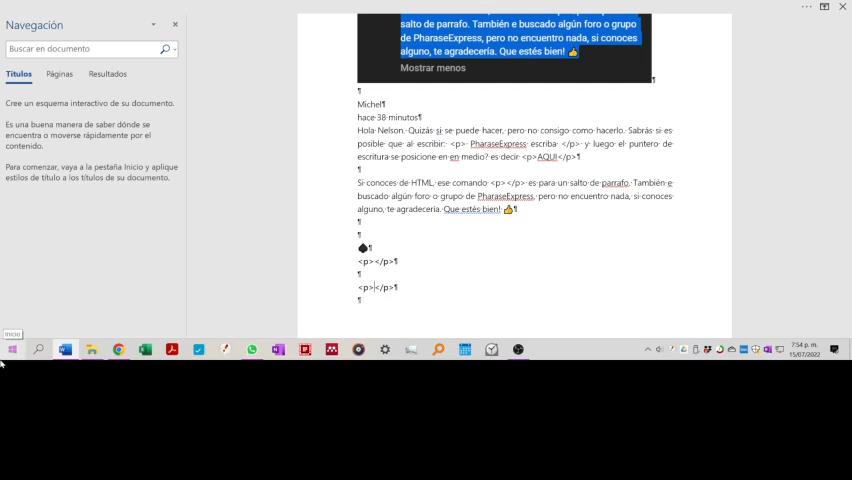 Navegación
Buscar en documento
Títulos Páginas Resultados
Cree un esquema interactivo de su documento.
Es una buena manera de saber dónde se
encuentra o moverse rápidamente por el
contenido.
Para comenzar, vaya a la pestaña Inicio y aplique
estilos de título a los títulos de su documento.
salto de parrafo. También e buscado algún foro o grupo
de PharaseExpress, pero no encuentro nada, si conoces
alguno, te agradecería. Que estés bien! 👍
Mostrar menos
¶
¶
Michel¶
hace·38·minutos¶
Hola·Nelson.·Quizás·si·se·puede·hacer,·pero·no·consigo·como·hacerlo.·Sabrás·si·es·
posible·que·al·escribir:·<p>·PharaseExpress·escriba·</p>·y·luego·el·puntero·de·
escritura·se·posicione·en·en·medio?·es·decir·<p>AQUI</p>¶
¶
Si·conoces·de·HTML,·ese·comando·<p></p>·es·para·un·salto·de·parrafo.·También·e·
buscado·algún·foro·o·grupo·de·PharaseExpress,·pero·no·encuentro·nada,·si·conoces·
alguno,·te·agradecería.·Que·estés·bien!·👍¶
¶
¶
♠¶
<p></p>¶
¶
<p></p>¶
¶
Inicio
7:54 p. m.
15/07/2022